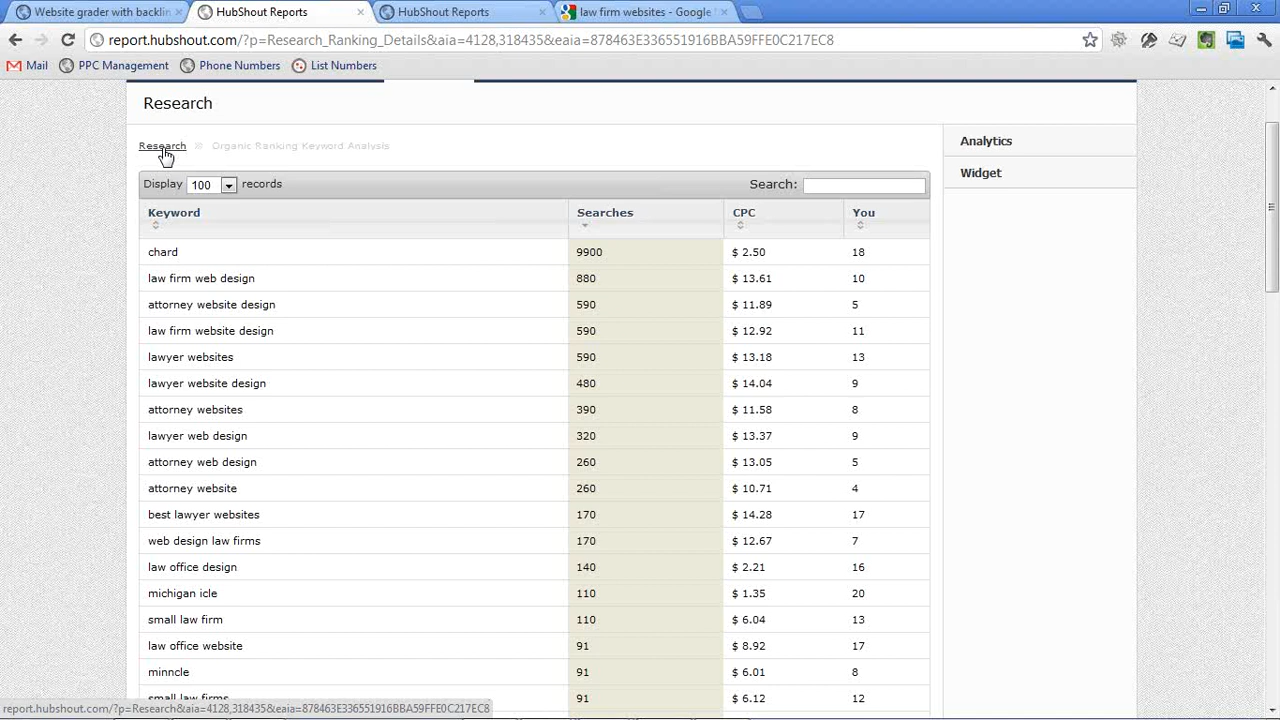 Website grader with backlin
HubShout Reports
HubShout Reports
law firm websites - Google
report.hubshout.com/?p=Research_Ranking_Details&aia=4128,318435&eaia=878463E336551916BBA59FFE0C217EC8
Mail PPC Management Phone Numbers List Numbers
Research
Research » Organic Ranking Keyword Analysis
Display 100 records Search:
Keyword Searches CPC You
chard 9900 $ 2.50 18
law firm web design 880 $ 13.61 10
attorney website design 590 $ 11.89 5
law firm website design 590 $ 12.92 11
lawyer websites 590 $ 13.18 13
lawyer website design 480 $ 14.04 9
attorney websites 390 $ 11.58 8
lawyer web design 320 $ 13.37 9
attorney web design 260 $ 13.05 5
attorney website 260 $ 10.71 4
best lawyer websites 170 $ 14.28 17
web design law firms 170 $ 12.67 7
law office design 140 $ 2.21 16
michigan icle 110 $ 1.35 20
small law firm 110 $ 6.04 13
law office website 91 $ 8.92 17
minncle 91 $ 6.01 8
small law firms 91 $ 6.12 12
Analytics
Widget
report.hubshout.com/?p=Research&aia=4128,318435&eaia=878463E336551916BBA59FFE0C217EC8